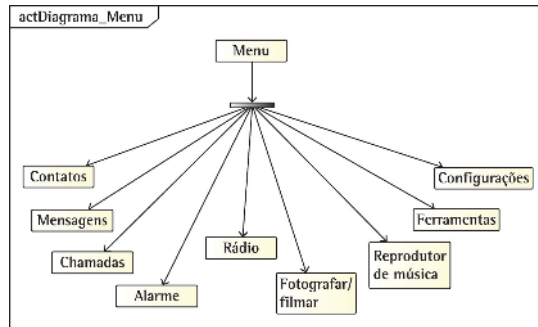 actDiagrama_Menu
Menu
Contatos
Configurações
Mensagens
Ferramentas
Chamadas
Rádio
Reprodutor
de música
Alarme
Fotografar/
filmar